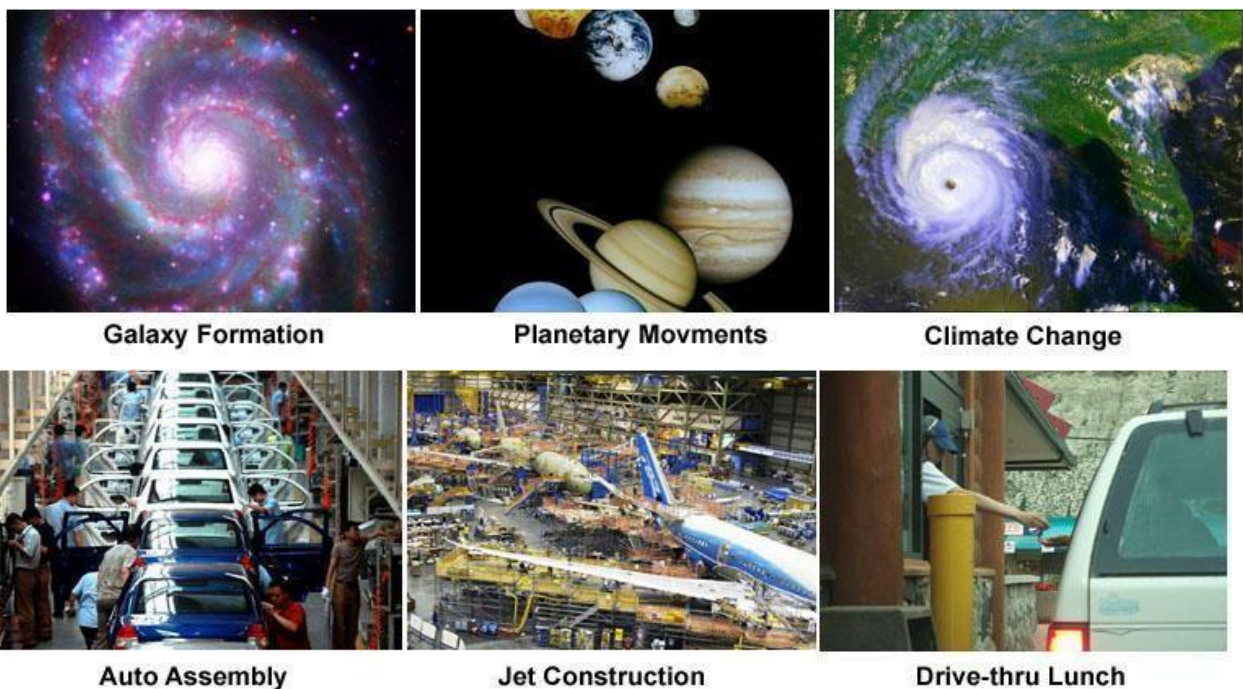 Galaxy Formation
Planetary Movments
Climate Change
Auto Assembly
Jet Construction
Drive-thru Lunch